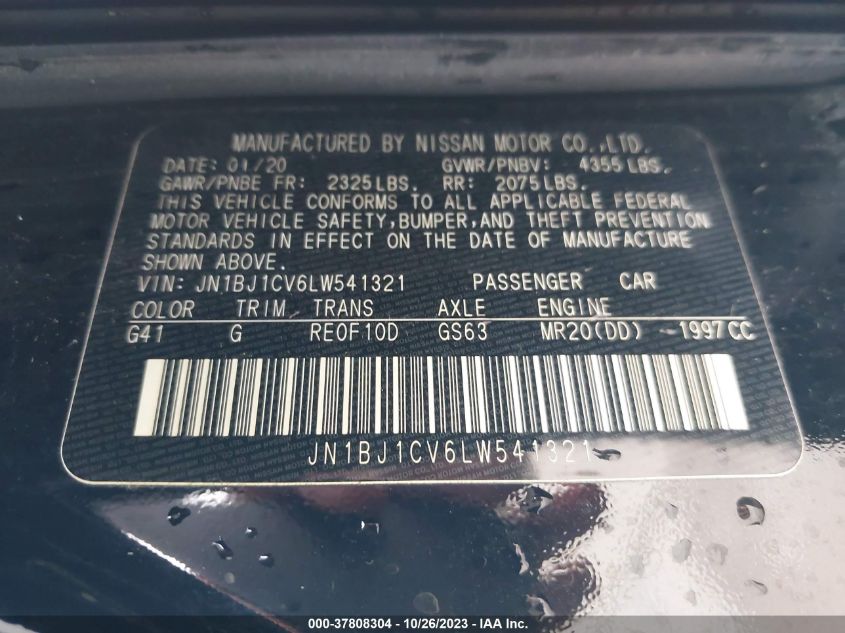 MANUFACTURED BY NISSAN MOTOR CO.,LTD.
DATE: 01/20 GVWR/PNBV: 4355 LBS.
GAWR/PNBE FR: 2325 LBS. RR: 2075 LBS.
THIS VEHICLE CONFORMS TO ALL APPLICABLE FEDERAL
MOTOR VEHICLE SAFETY,BUMPER,AND THEFT PREVENTION
STANDARDS IN EFFECT ON THE DATE OF MANUFACTURE
SHOWN ABOVE.
VIN: JN1BJ1CV6LW541321 PASSENGER CAR
COLOR TRIM TRANS AXLE ENGINE
G41 G RE0F10D GS63 MR20(DD) 1997CC
JN1BJ1CV6LW541321
000-37808304 - 10/26/2023 - IAA Inc.